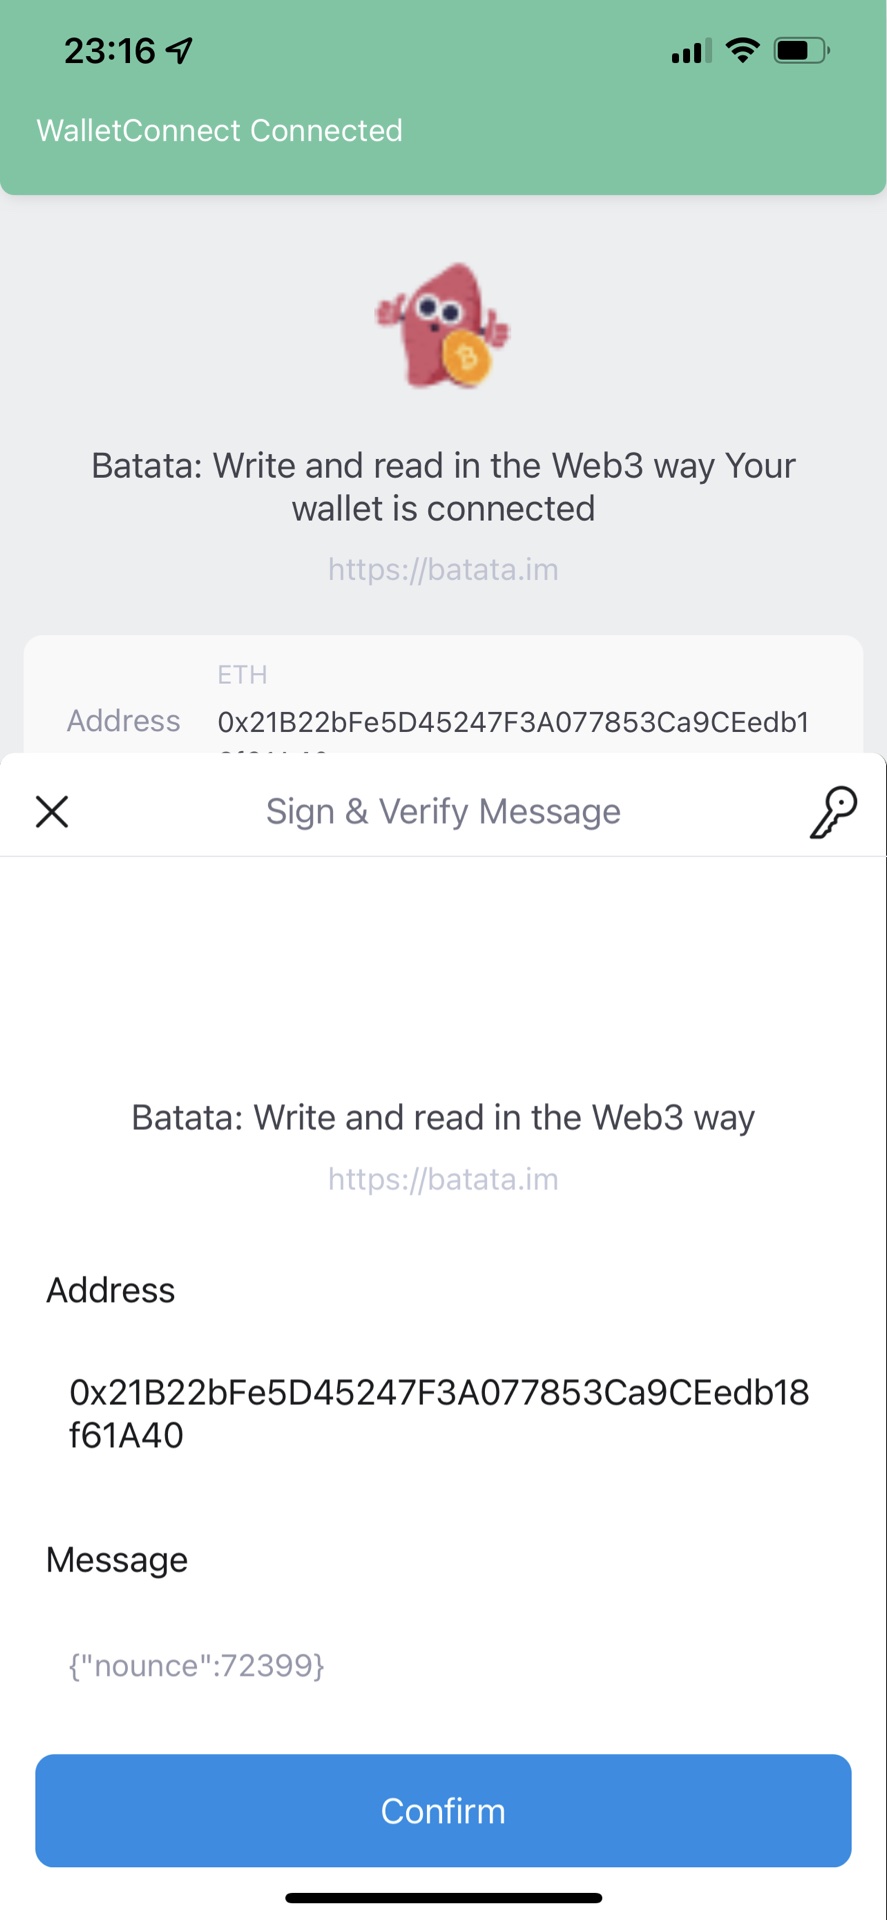 23:16
WalletConnect Connected
Batata: Write and read in the Web3 way Your
wallet is connected
https://batata.im
ETH
Address 0x21B22bFe5D45247F3A077853Ca9CEedb1
Sign & Verify Message
Batata: Write and read in the Web3 way
https://batata.im
Address
0x21B22bFe5D45247F3A077853Ca9CEedb18
f61A40
Message
{"nounce":72399}
Confirm